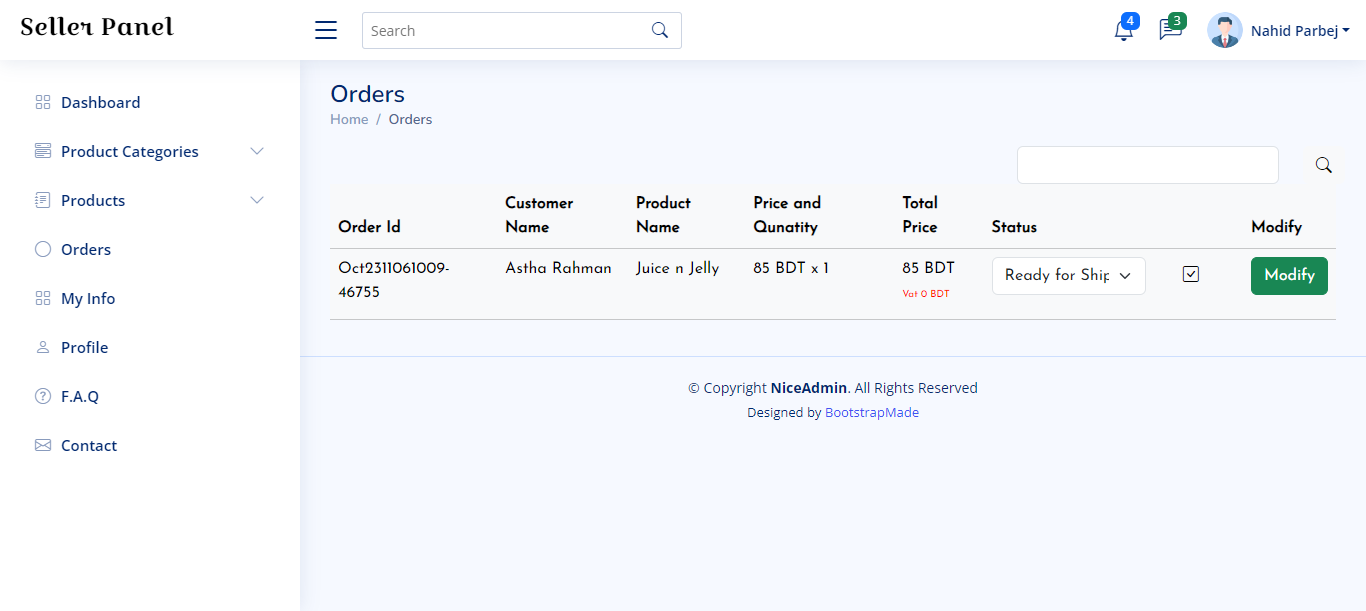 Seller Panel
Search
4
3
Nahid Parbej
Dashboard
Product Categories
Products
Orders
My Info
Profile
F.A.Q
Contact
Orders
Home / Orders
Order Id
Customer Name
Product Name
Price and Qunatity
Total Price
Status
Modify
Oct2311061009-
46755
Astha Rahman
Juice n Jelly
85 BDT x 1
85 BDT
Vat 0 BDT
Ready for Ship
Modify
© Copyright NiceAdmin. All Rights Reserved
Designed by BootstrapMade